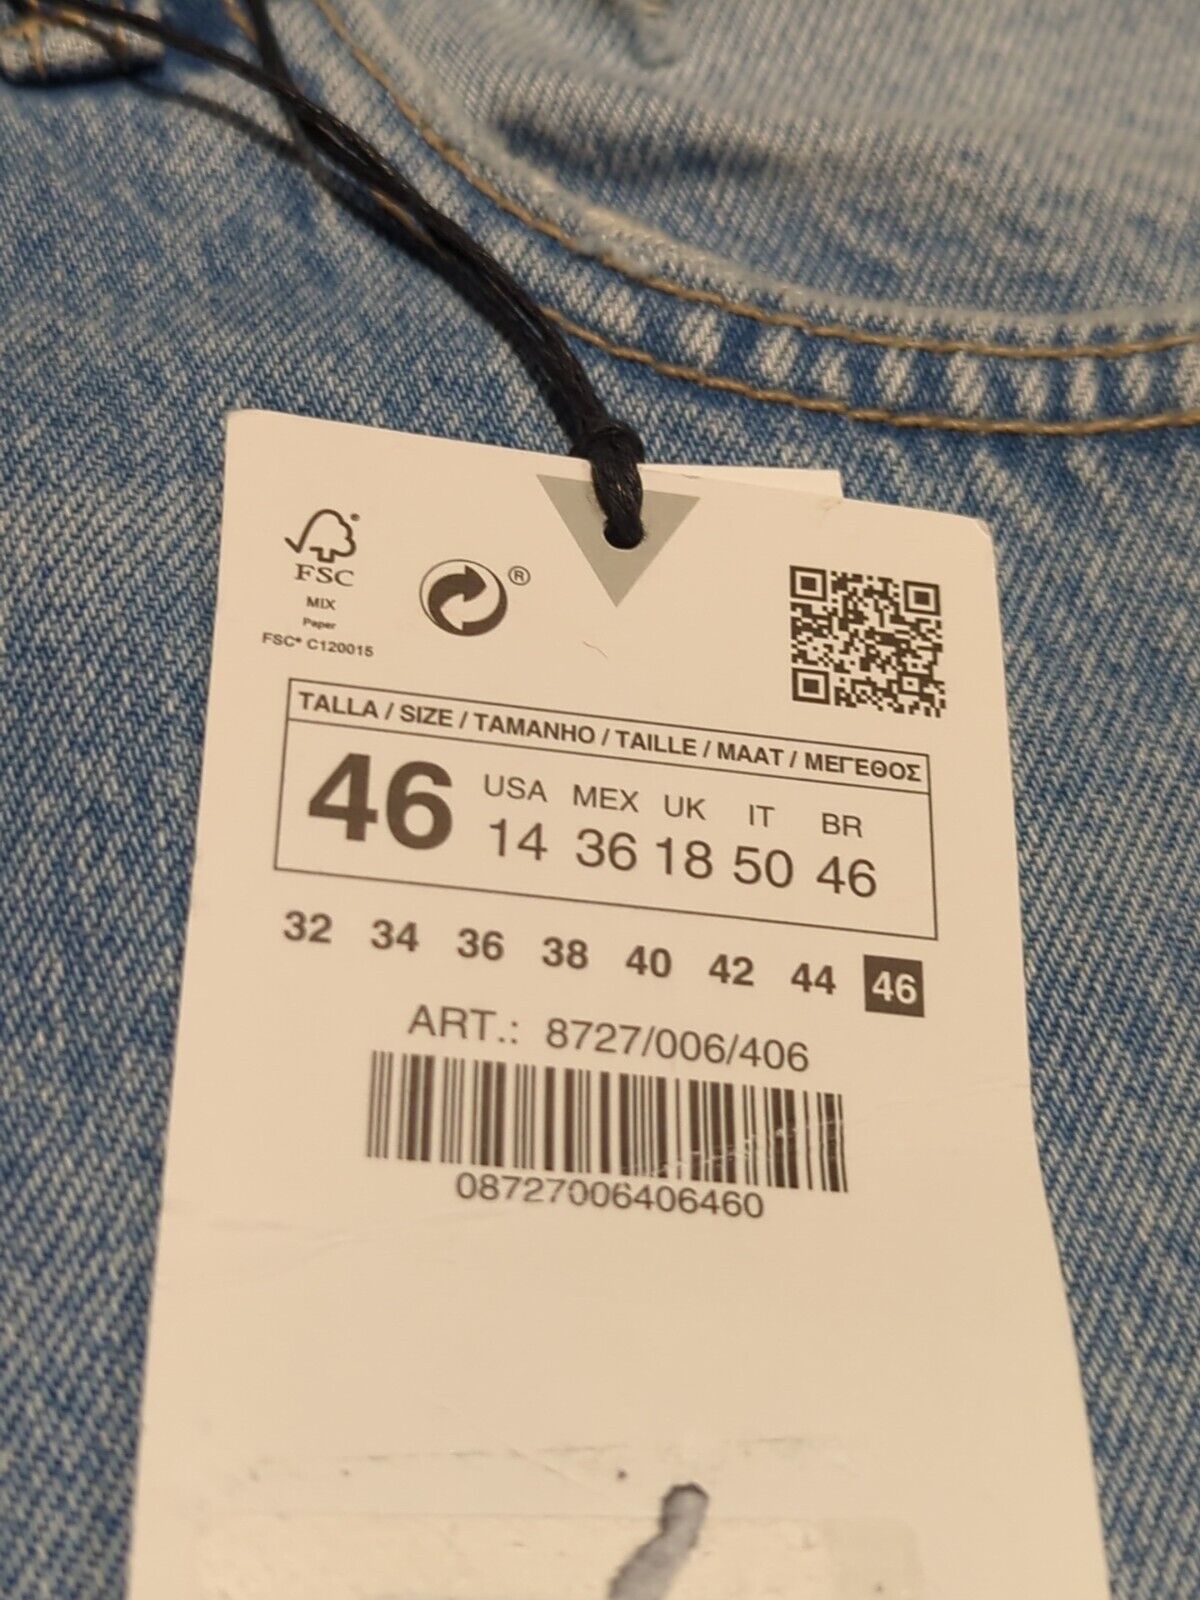 FSC
MIX
Paper
FSC® C120015
®
TALLA / SIZE / TAMANHO / TAILLE / MAAT / ΜΕΓΕΘΟΣ
46
USA MEX UK IT BR
14 36 18 50 46
32 34 36 38 40 42 44 46
ART.: 8727/006/406
08727006406460